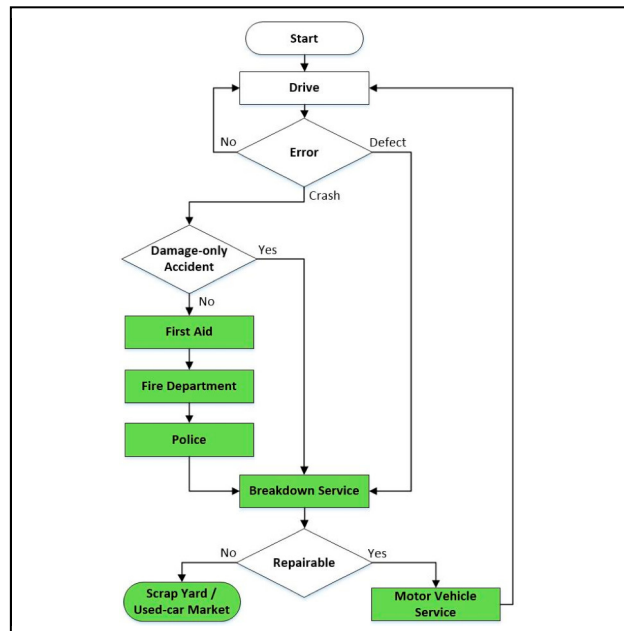 Start
Drive
No
Error
Defect
Crash
Damage-only
Accident
Yes
No
First Aid
Fire Department
Police
Breakdown Service
No
Repairable
Yes
Scrap Yard /
Used-car Market
Motor Vehicle
Service